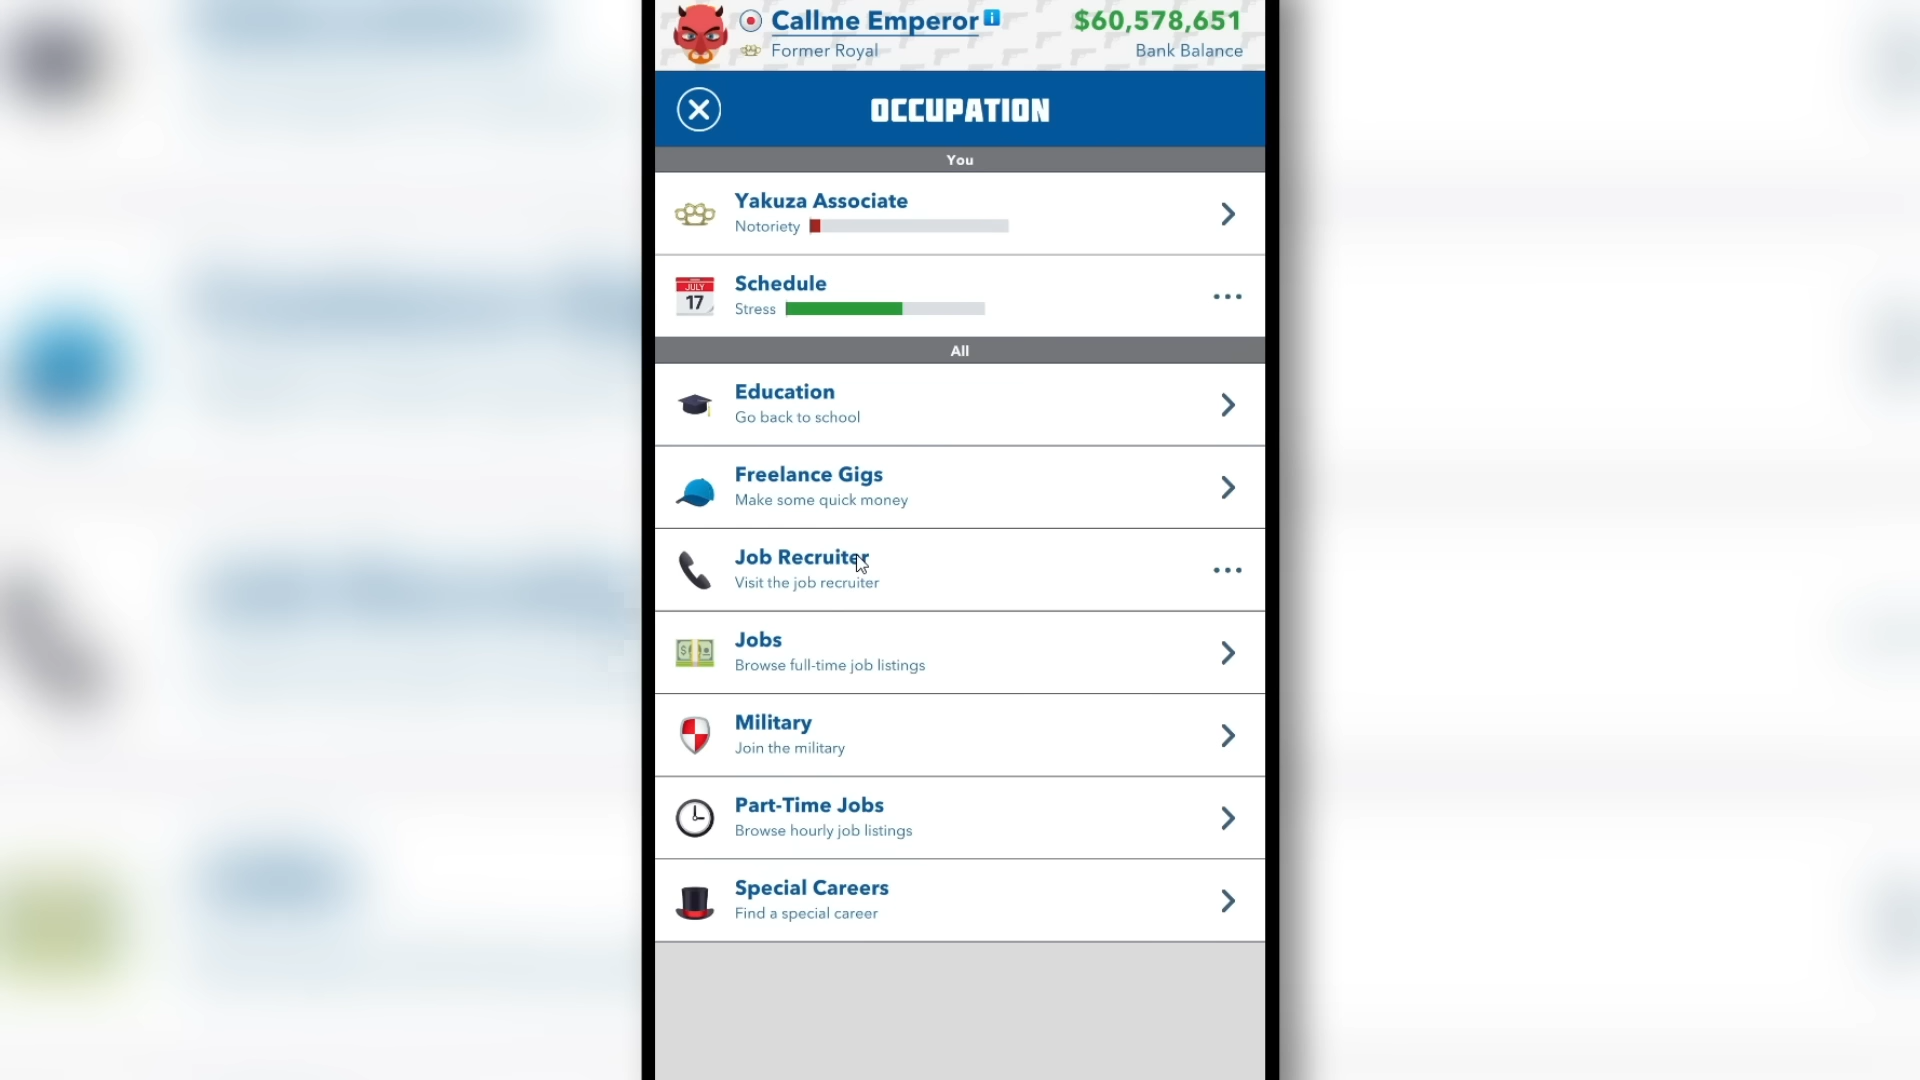 Callme Emperor i
$60,578,651
Former Royal
Bank Balance
OCCUPATION
You
Yakuza Associate
Notoriety
JULY
17
Schedule
Stress
All
Education
Go back to school
Freelance Gigs
Make some quick money
Job Recruiter
Visit the job recruiter
Jobs
Browse full-time job listings
Military
Join the military
Part-Time Jobs
Browse hourly job listings
Special Careers
Find a special career